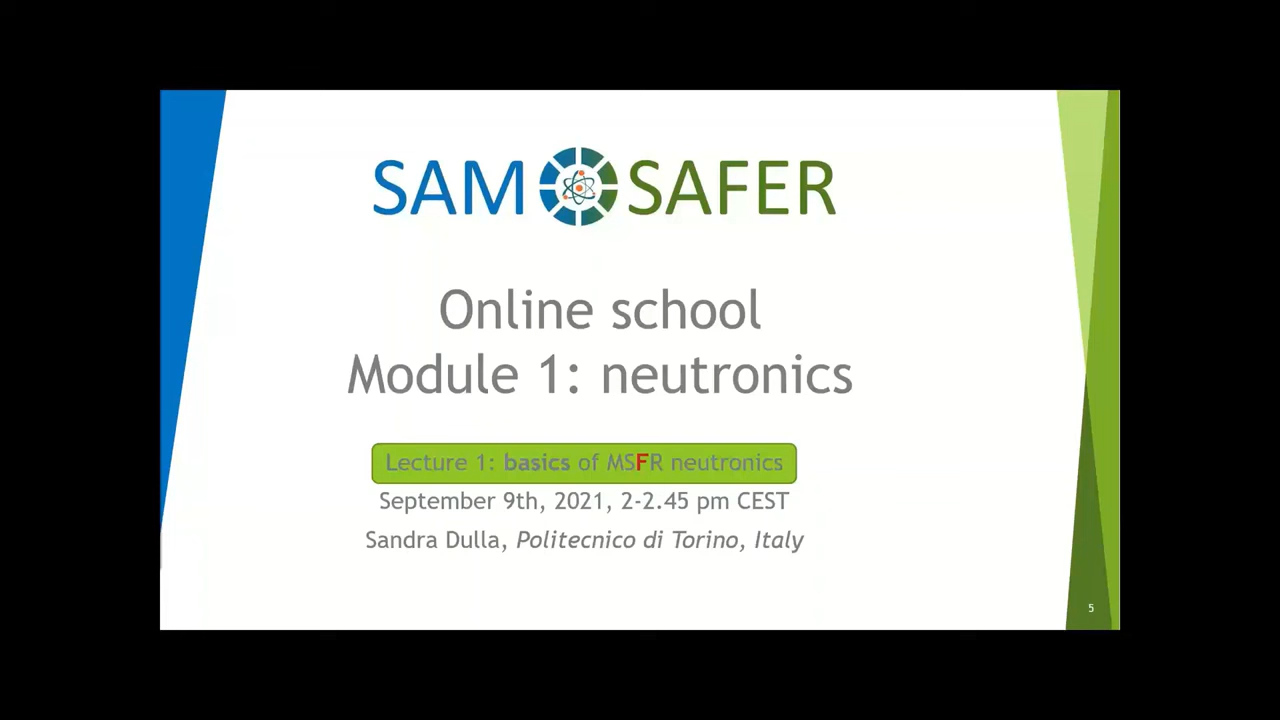 SAM SAFER
Online school
Module 1: neutronics
Lecture 1: basics of MSFR neutronics
September 9th, 2021, 2-2.45 pm CEST
Sandra Dulla, Politecnico di Torino, Italy
5